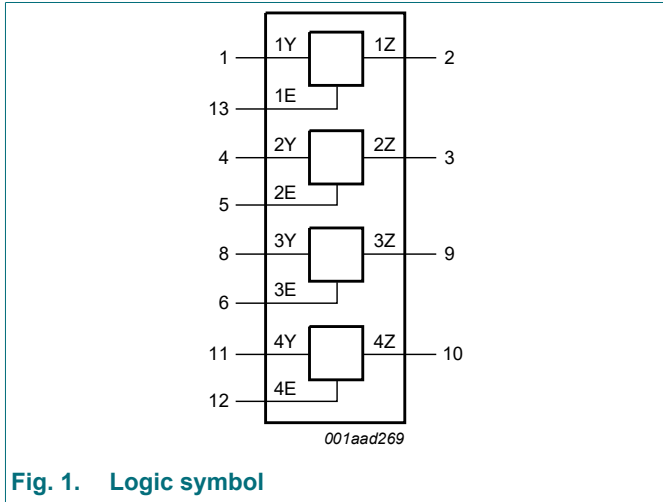 1 1Y 1Z 2
13 1E
4 2Y 2Z 3
5 2E
8 3Y 3Z 9
6 3E
11 4Y 4Z 10
12 4E
001aad269
Fig. 1. Logic symbol